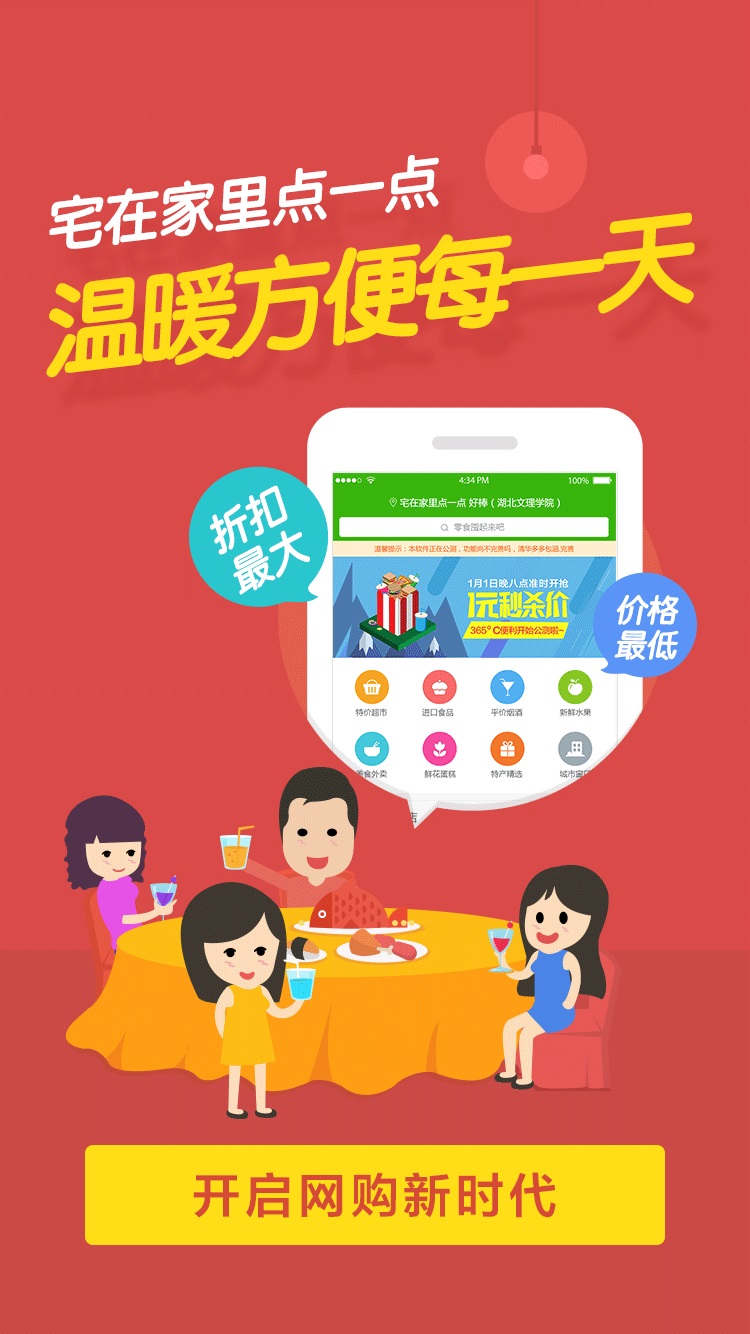 宅在家里点一点
温暖方便每一天
折扣
最大
4:34 PM
100%
宅在家里点一点 好棒（湖北文理学院）
零食囤起来吧
温馨提示：本软件正在公测，功能尚不完善吗，清华多多包涵 完善
1月1日晚八点准时开抢
1元秒杀价
365°C便利开始公测啦~
价格
最低
特价超市
进口食品
平价烟酒
新鲜水果
美食外卖
鲜花蛋糕
特产精选
城市窗口
店
开启网购新时代